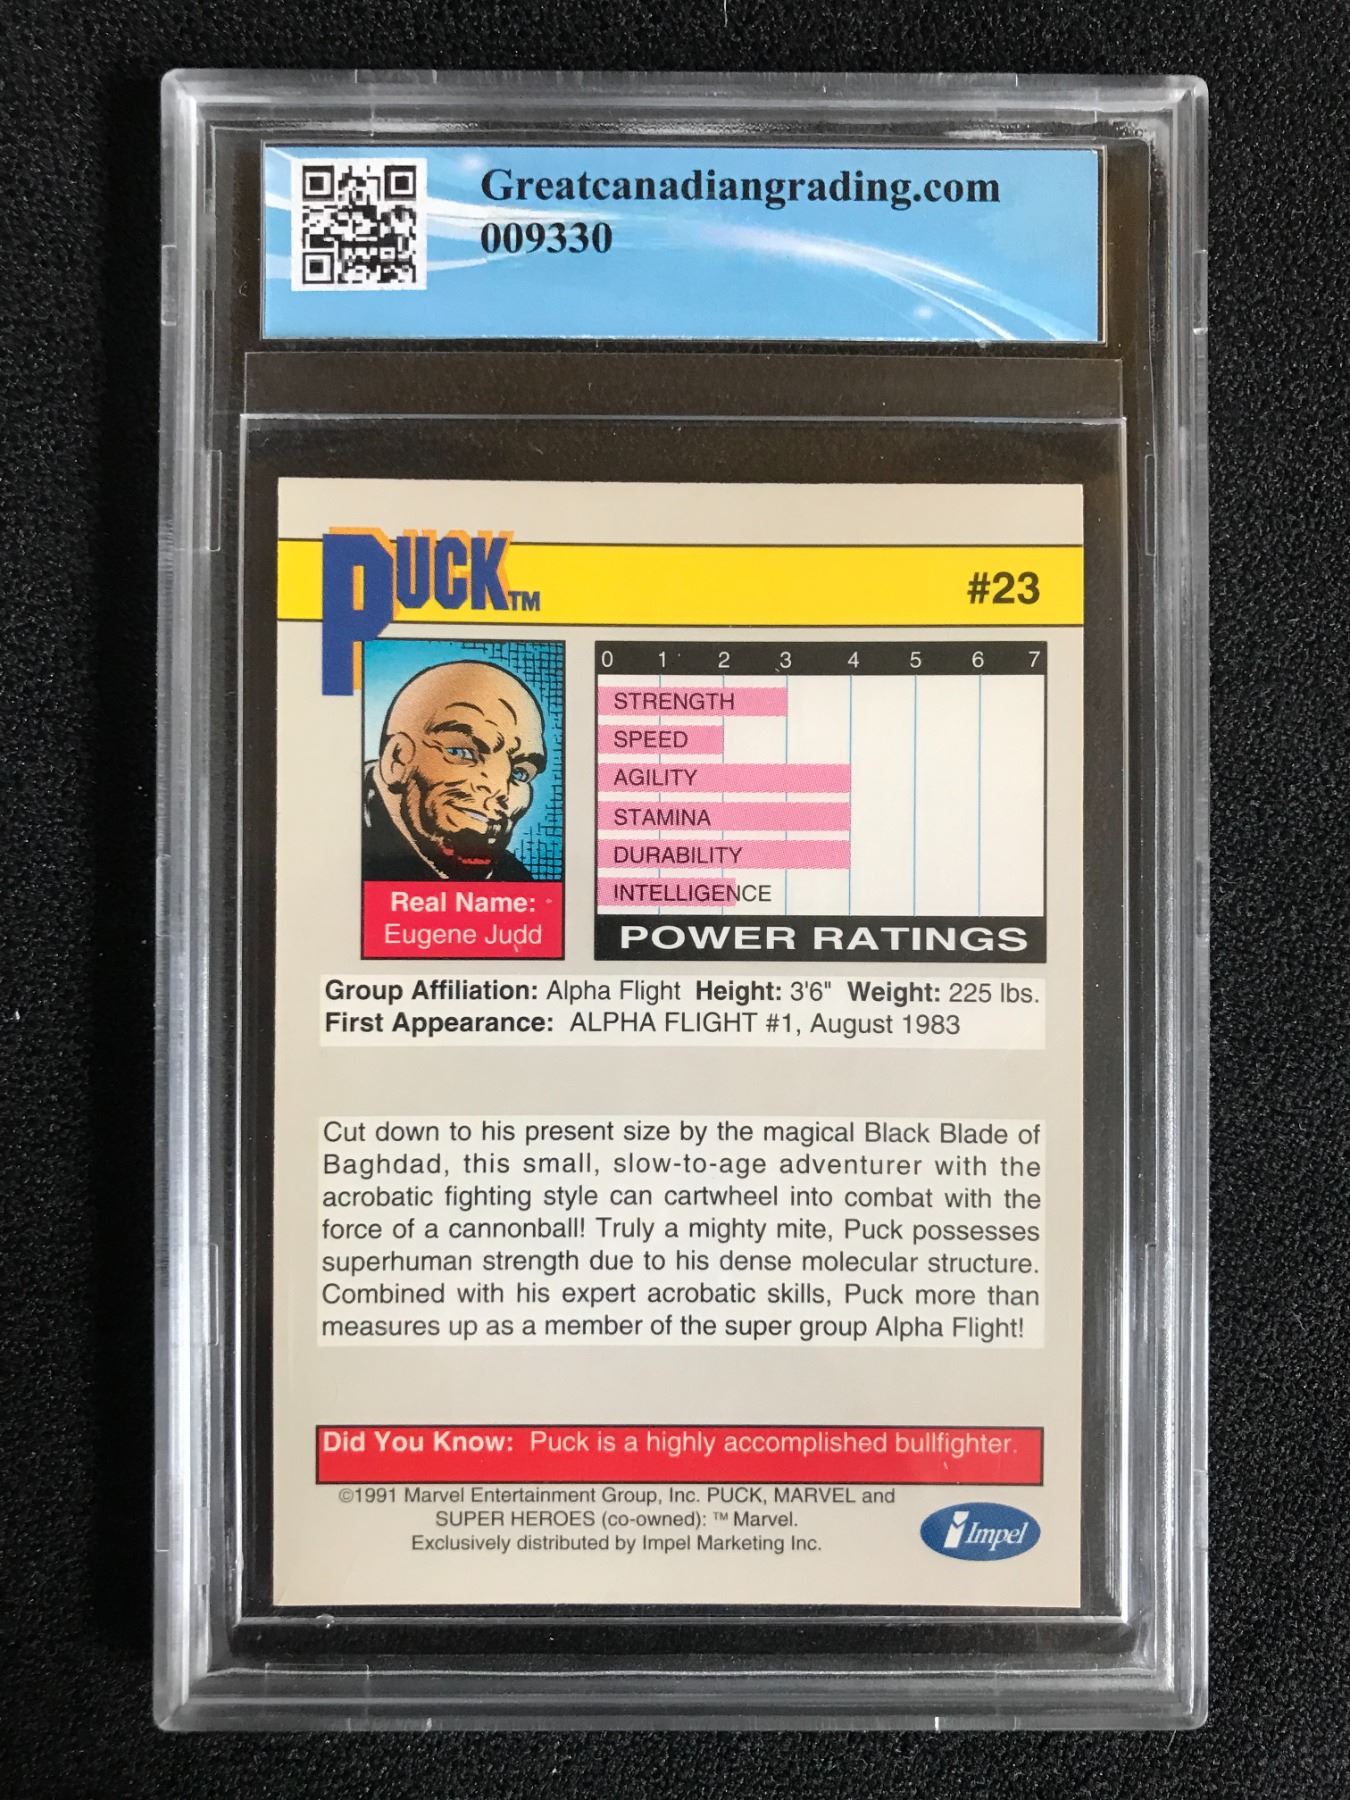 Greatcanadiangrading.com
009330
PUCK™
#23
0 1 2 3 4 5 6 7
STRENGTH
SPEED
AGILITY
STAMINA
DURABILITY
INTELLIGENCE
POWER RATINGS
Real Name:
Eugene Judd
Group Affiliation: Alpha Flight Height: 3'6" Weight: 225 lbs.
First Appearance: ALPHA FLIGHT #1, August 1983
Cut down to his present size by the magical Black Blade of
Baghdad, this small, slow-to-age adventurer with the
acrobatic fighting style can cartwheel into combat with the
force of a cannonball! Truly a mighty mite, Puck possesses
superhuman strength due to his dense molecular structure.
Combined with his expert acrobatic skills, Puck more than
measures up as a member of the super group Alpha Flight!
Did You Know: Puck is a highly accomplished bullfighter.
©1991 Marvel Entertainment Group, Inc. PUCK, MARVEL and
SUPER HEROES (co-owned): ™ Marvel.
Exclusively distributed by Impel Marketing Inc.
Impel